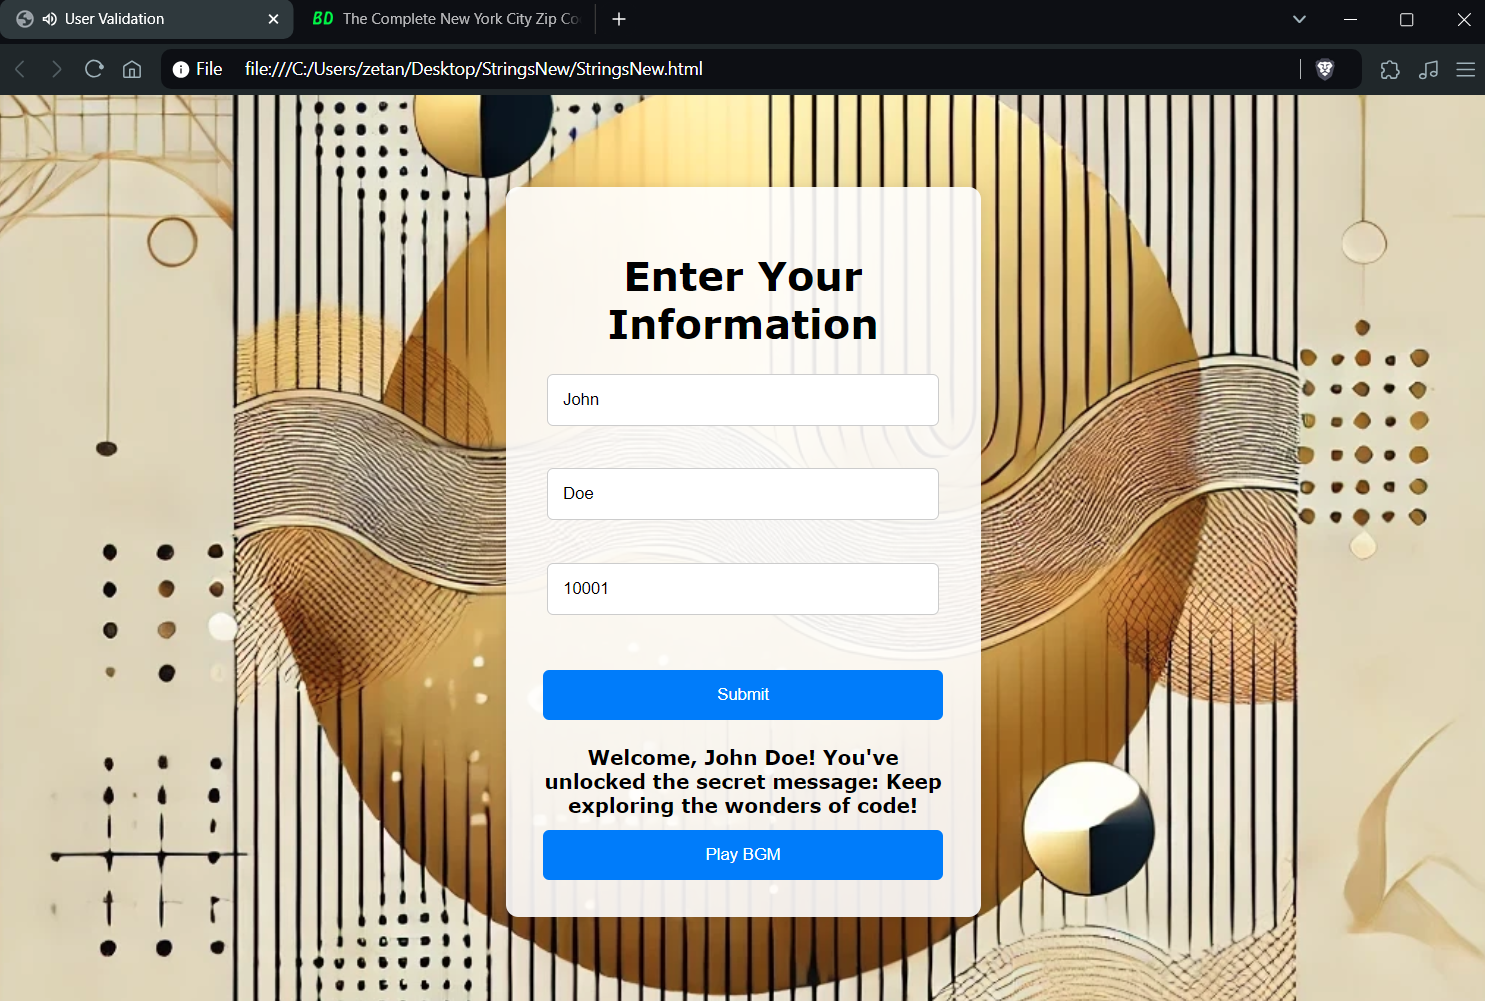 User Validation
BD The Complete New York City Zip Co
File file:///C:/Users/zetan/Desktop/StringsNew/StringsNew.html
Enter Your
Information
John
Doe
10001
Submit
Welcome, John Doe! You've
unlocked the secret message: Keep
exploring the wonders of code!
Play BGM